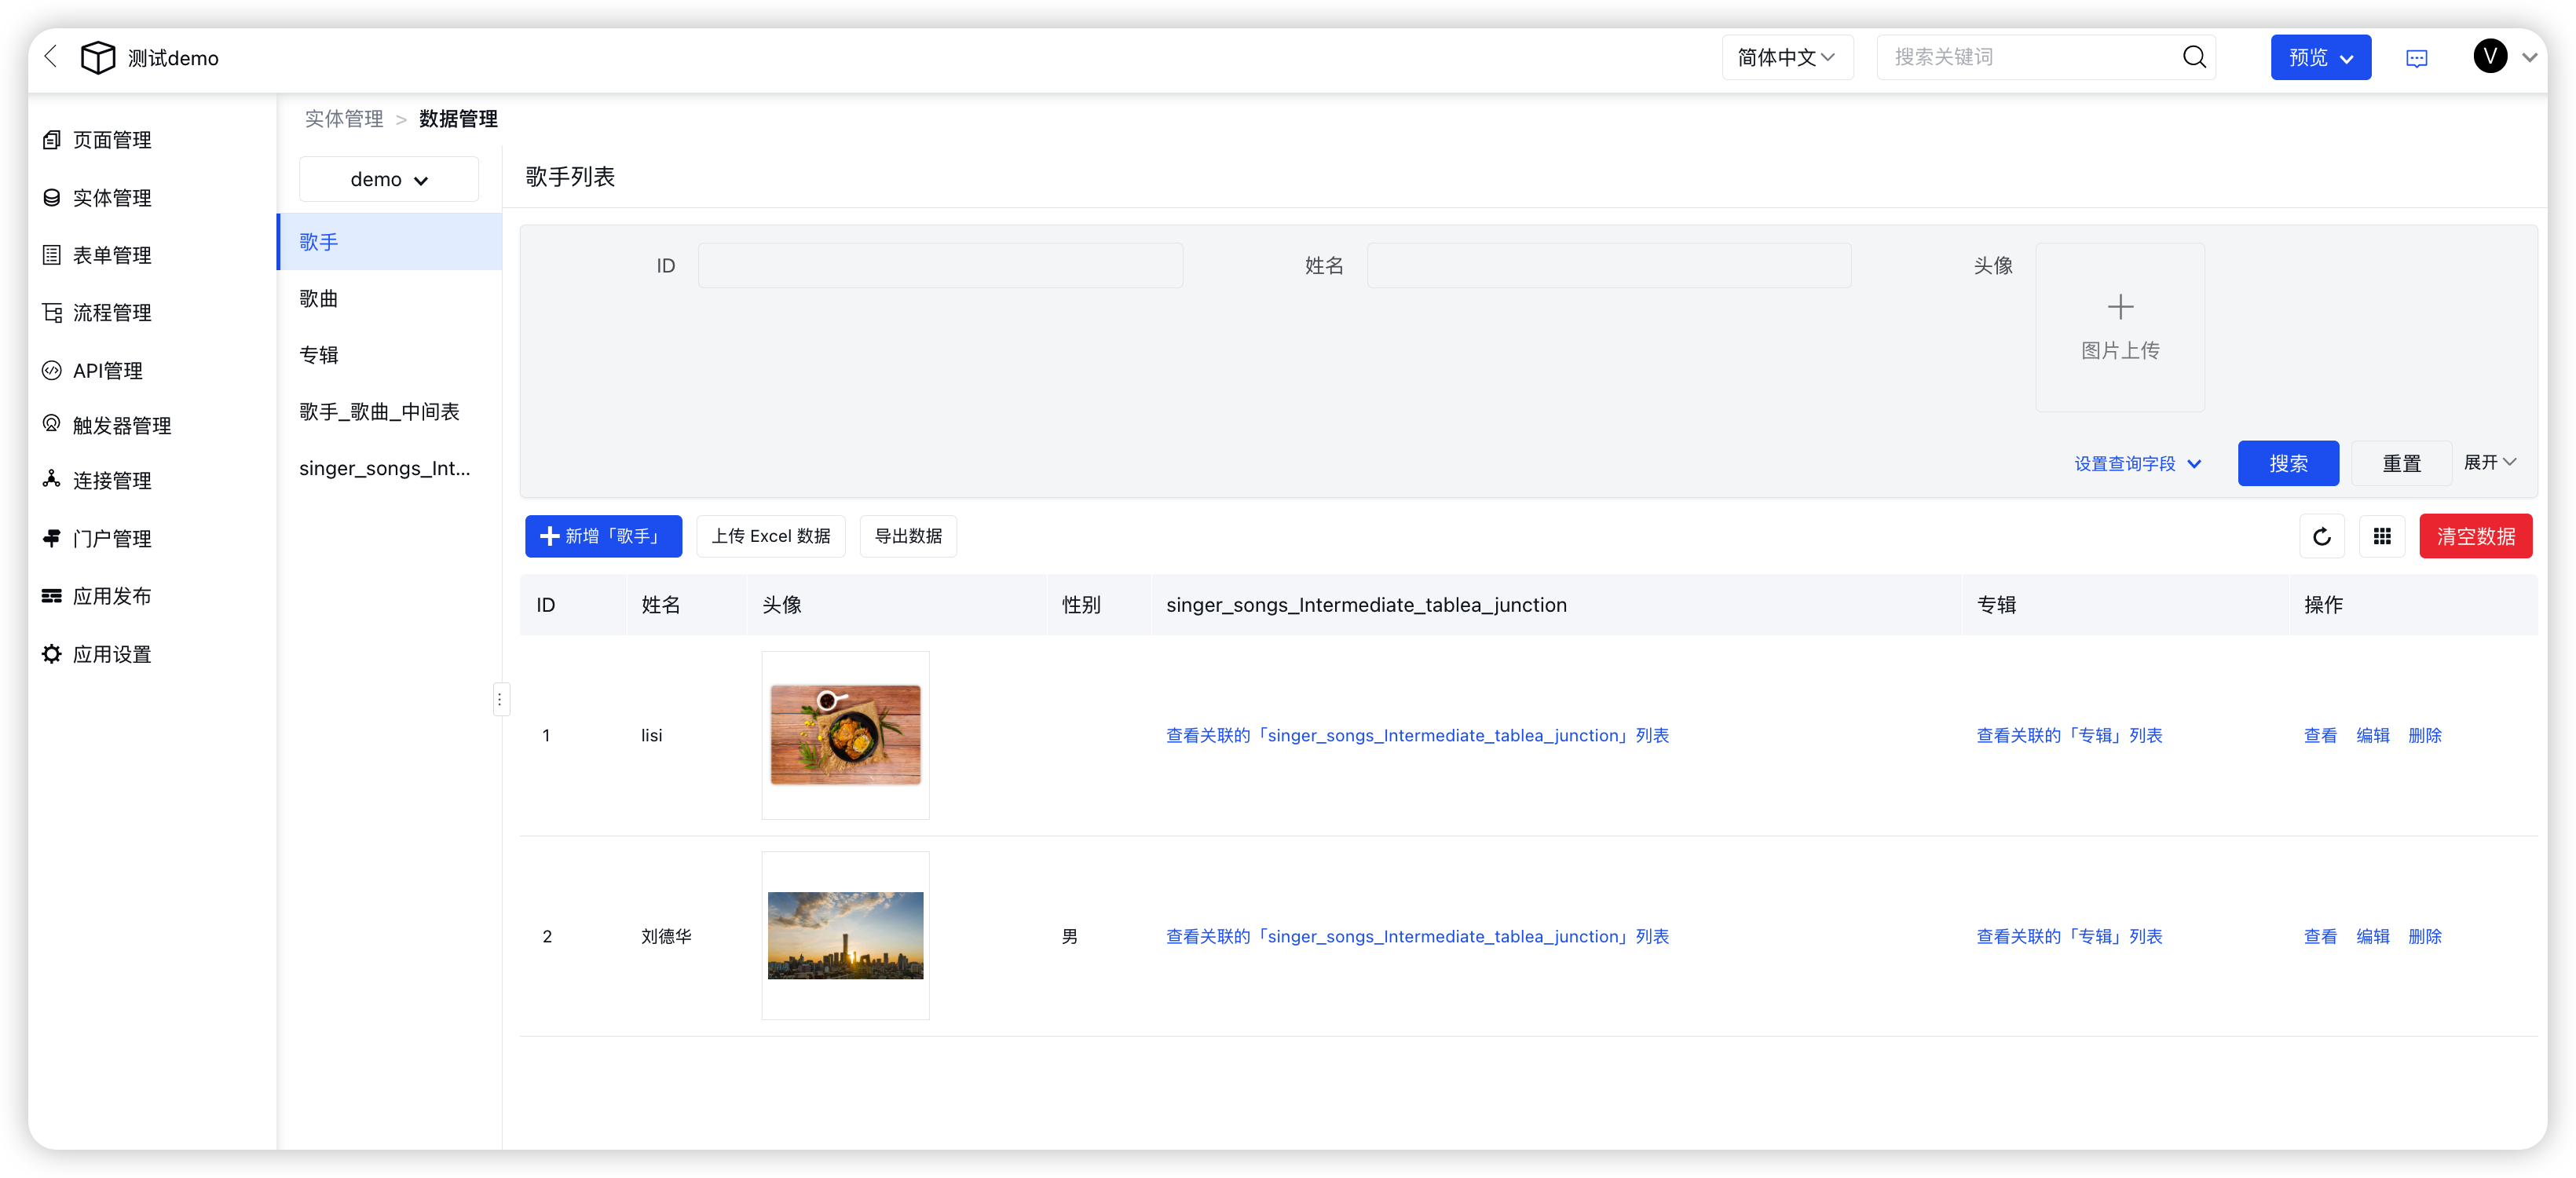 测试demo
简体中文
搜索关键词
预览
V
页面管理
实体管理
表单管理
流程管理
API管理
触发器管理
连接管理
门户管理
应用发布
应用设置
实体管理 > 数据管理
demo
歌手
歌曲
专辑
歌手_歌曲_中间表
singer_songs_Int...
歌手列表
ID
姓名
头像
图片上传
设置查询字段
搜索
重置
展开
新增「歌手」
上传 Excel 数据
导出数据
清空数据
ID 姓名 头像 性别 singer_songs_Intermediate_tablea_junction 专辑 操作
1 lisi 查看关联的「singer_songs_Intermediate_tablea_junction」列表 查看关联的「专辑」列表 查看 编辑 删除
2 刘德华 男 查看关联的「singer_songs_Intermediate_tablea_junction」列表 查看关联的「专辑」列表 查看 编辑 删除